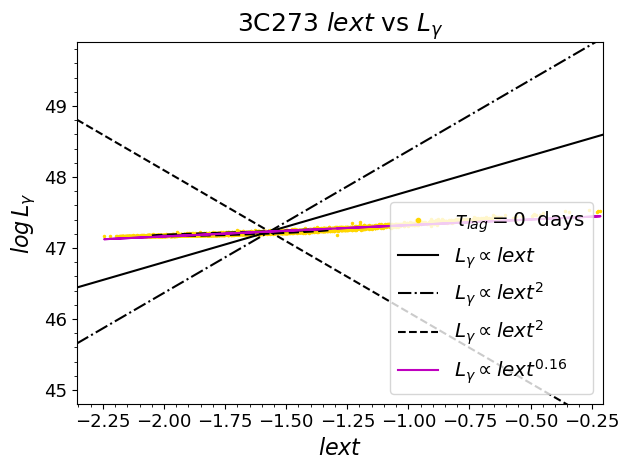 3C273 lext vs Lγ
49
48
47
46
45
log Lγ
τlag = 0 days
Lγ ∝ lext
Lγ ∝ lext²
Lγ ∝ lext²
Lγ ∝ lext⁰·¹⁶
−2.25 −2.00 −1.75 −1.50 −1.25 −1.00 −0.75 −0.50 −0.25
lext